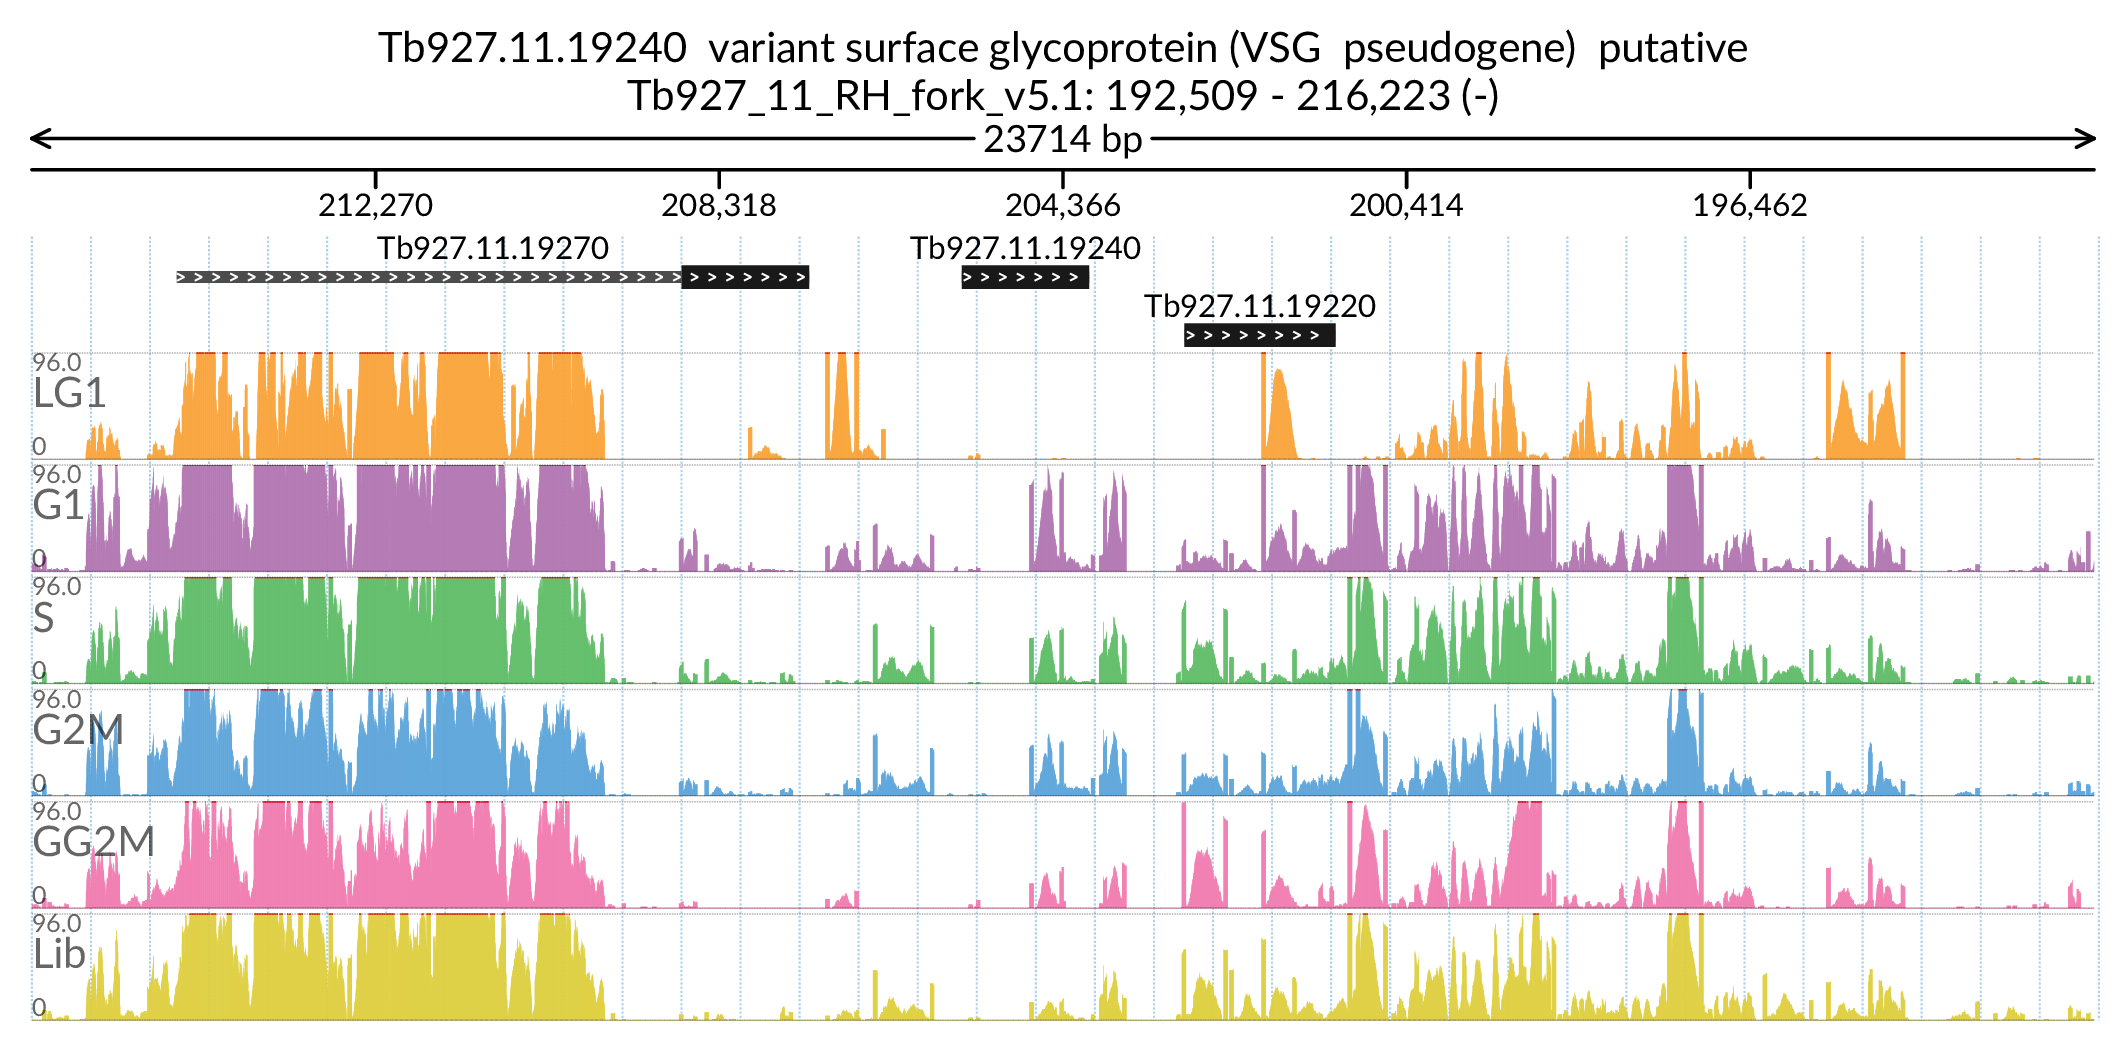 Tb927.11.19240 variant surface glycoprotein (VSG pseudogene) putative
Tb927_11_RH_fork_v5.1: 192,509 - 216,223 (-)
23714 bp
212,270 208,318 204,366 200,414 196,462
Tb927.11.19270 Tb927.11.19240
Tb927.11.19220
96.0
LG1
0
96.0
G1
0
96.0
S
0
96.0
G2M
0
96.0
GG2M
0
96.0
Lib
0